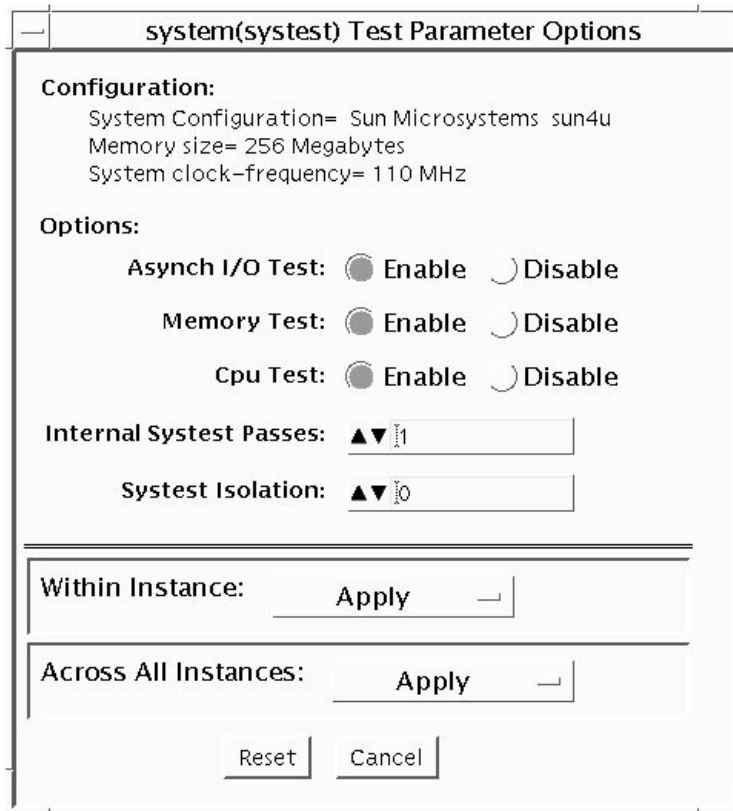 system(systest) Test Parameter Options
Configuration:
System Configuration= Sun Microsystems sun4u
Memory size= 256 Megabytes
System clock-frequency= 110 MHz
Options:
Asynch I/O Test: Enable Disable
Memory Test: Enable Disable
Cpu Test: Enable Disable
Internal Systest Passes: 1
Systest Isolation: 0
Within Instance: Apply
Across All Instances: Apply
Reset Cancel